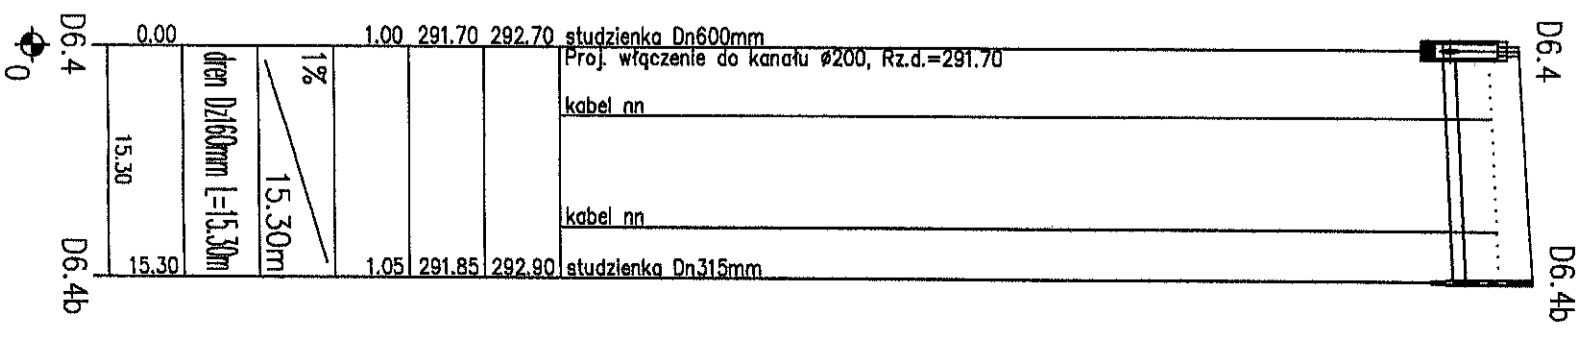 D6.4
0
0.00
1.00 291.70 292.70 studzienka Dn600mm
Proj. włączenie do kanału ø200, Rz.d.=291.70
D6.4
kabel nn
15.30
dren Dz160mm L=15.30m
1%
15.30m
kabel nn
D6.4b
15.30
1.05 291.85 292.90 studzienka Dn315mm
D6.4b